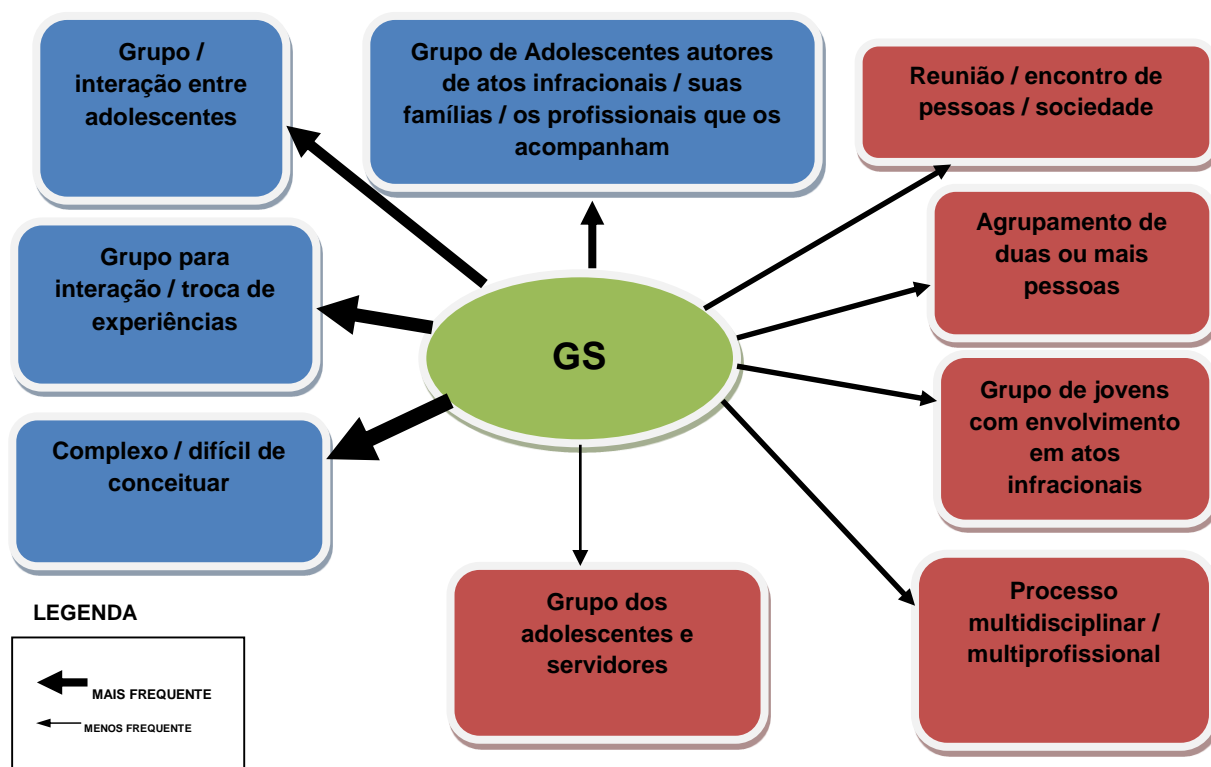 Grupo /
interação entre
adolescentes
Grupo de Adolescentes autores
de atos infracionais / suas
famílias / os profissionais que os
acompanham
Reunião / encontro de
pessoas / sociedade
Grupo para
interação / troca de
experiências
Agrupamento de
duas ou mais
pessoas
GS
Complexo / difícil de
conceituar
Grupo de jovens
com envolvimento
em atos
infracionais
Grupo dos
adolescentes e
servidores
Processo
multidisciplinar /
multiprofissional
LEGENDA
MAIS FREQUENTE
MENOS FREQUENTE